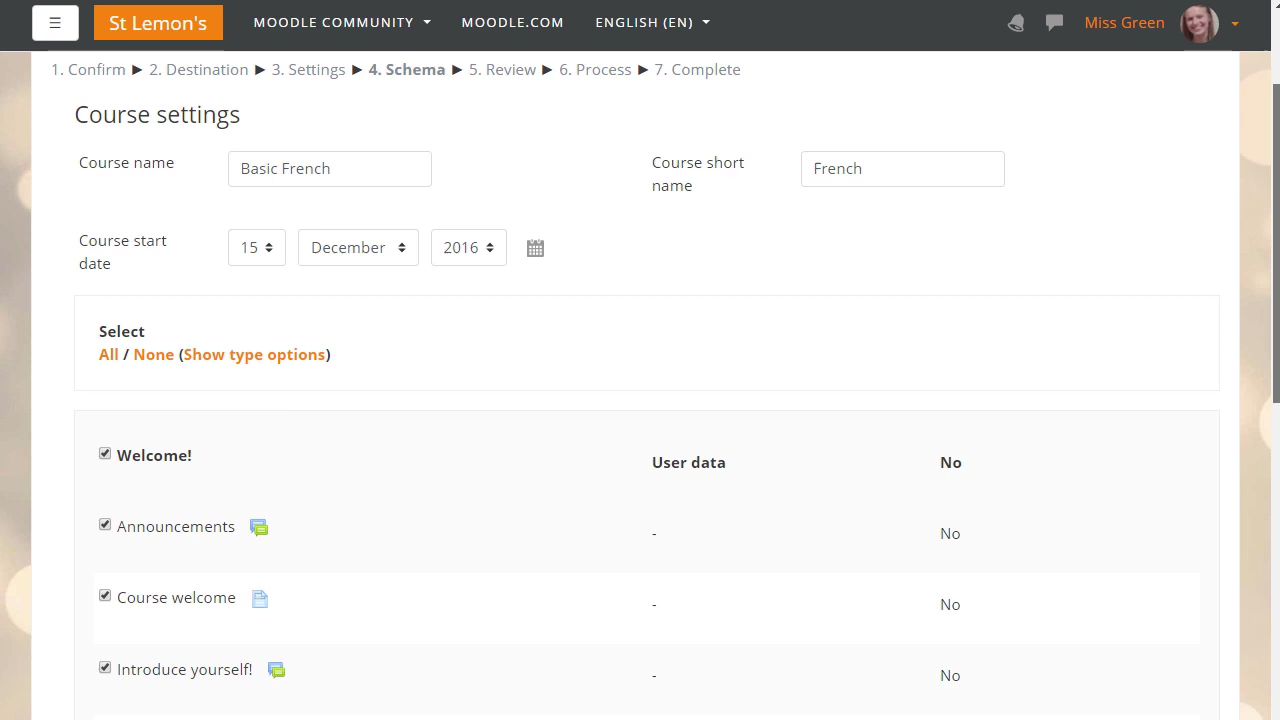 St Lemon's MOODLE COMMUNITY MOODLE.COM ENGLISH (EN) Miss Green
1. Confirm ► 2. Destination ► 3. Settings ► 4. Schema ► 5. Review ► 6. Process ► 7. Complete
Course settings
Course name Basic French Course short name French
Course start date 15 December 2016
Select
All / None (Show type options)
Welcome! User data No
Announcements - No
Course welcome - No
Introduce yourself! - No